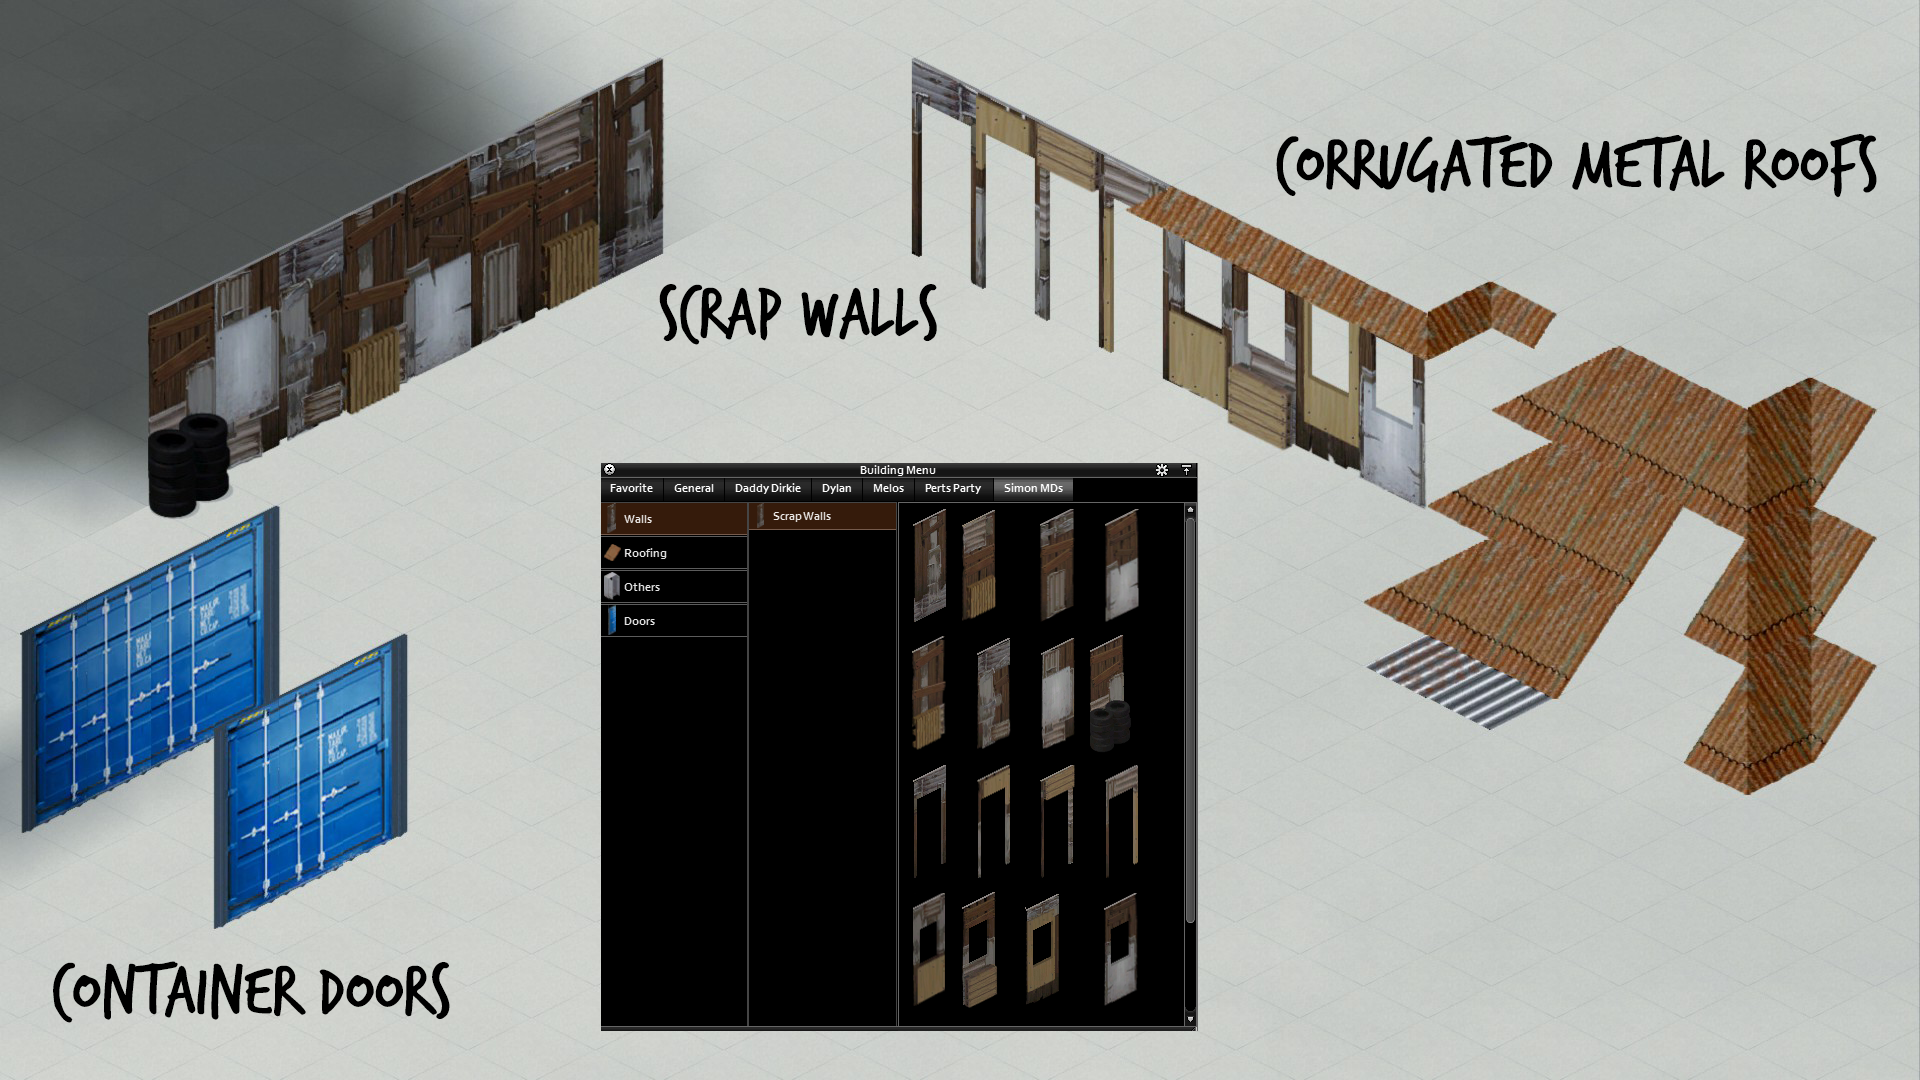 CORRUGATED METAL ROOFS
SCRAP WALLS
Building Menu
Favorite General Daddy Dirkie Dylan Melos Perts Party Simon MDs
Walls
Scrap Walls
Roofing
Others
Doors
CONTAINER DOORS